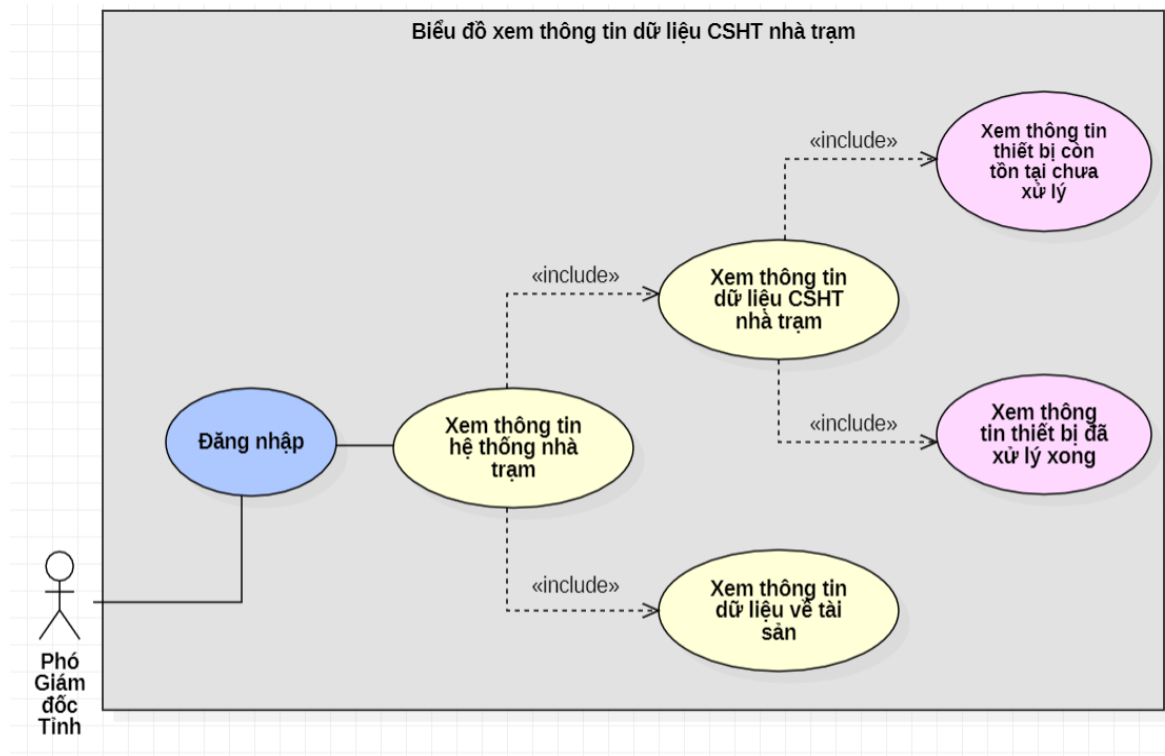 Biểu đồ xem thông tin dữ liệu CSHT nhà trạm
«include»
Xem thông tin
thiết bị còn
tồn tại chưa
xử lý
«include»
Xem thông tin
dữ liệu CSHT
nhà trạm
Đăng nhập
Xem thông tin
hệ thống nhà
trạm
«include»
Xem thông
tin thiết bị đã
xử lý xong
«include»
Xem thông tin
dữ liệu về tài
sản
Phó
Giám
đốc
Tỉnh